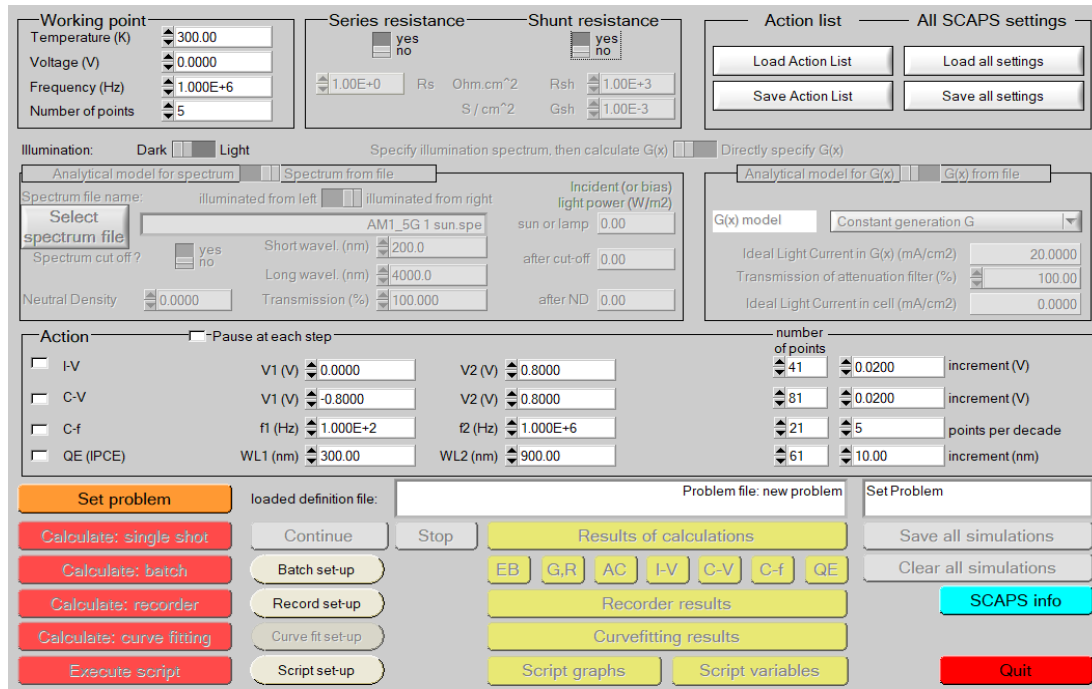 Working point
Temperature (K) 300.00
Voltage (V) 0.0000
Frequency (Hz) 1.000E+6
Number of points 5
Series resistance Shunt resistance
yes yes
no no
1.00E+0 Rs Ohm.cm^2 Rsh 1.00E+3
S / cm^2 Gsh 1.00E-3
Action list All SCAPS settings
Load Action List Load all settings
Save Action List Save all settings
Illumination: Dark Light Specify illumination spectrum, then calculate G(x) Directly specify G(x)
Analytical model for spectrum Spectrum from file
Spectrum file name: illuminated from left illuminated from right
Incident (or bias)
light power (W/m2)
Select
spectrum file
AM1_5G 1 sun.spe
sun or lamp 0.00
Spectrum cut off ? yes
no
Short wavel. (nm) 200.0
after cut-off 0.00
Long wavel. (nm) 4000.0
Neutral Density 0.0000 Transmission (%) 100.000 after ND 0.00
Analytical model for G(x) G(x) from file
G(x) model Constant generation G
Ideal Light Current in G(x) (mA/cm2) 20.0000
Transmission of attenuation filter (%) 100.00
Ideal Light Current in cell (mA/cm2) 0.0000
Action Pause at each step
number
of points
I-V V1 (V) 0.0000 V2 (V) 0.8000 41 0.0200 increment (V)
C-V V1 (V) -0.8000 V2 (V) 0.8000 81 0.0200 increment (V)
C-f f1 (Hz) 1.000E+2 f2 (Hz) 1.000E+6 21 5 points per decade
QE (IPCE) WL1 (nm) 300.00 WL2 (nm) 900.00 61 10.00 increment (nm)
Set problem loaded definition file: Problem file: new problem Set Problem
Calculate: single shot Continue Stop Results of calculations Save all simulations
Calculate: batch Batch set-up EB G,R AC I-V C-V C-f QE Clear all simulations
Calculate: recorder Record set-up Recorder results SCAPS info
Calculate: curve fitting Curve fit set-up Curvefitting results
Execute script Script set-up Script graphs Script variables Quit